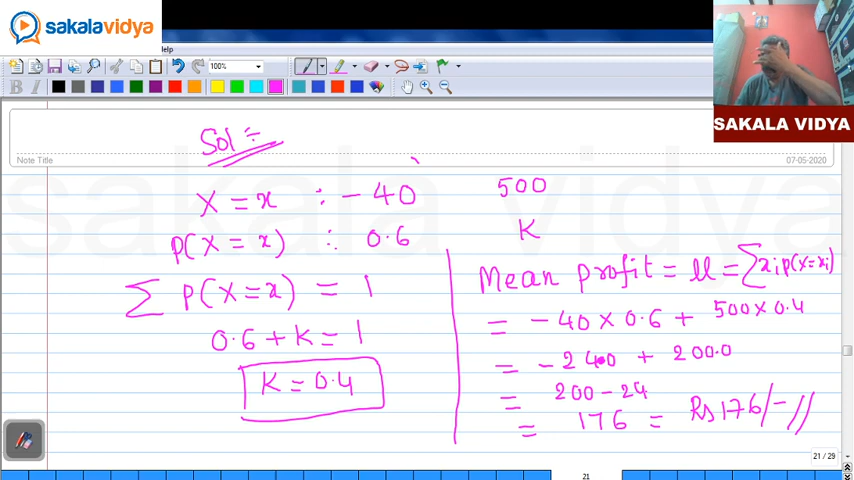 sakalavidya
Help
100%
SAKALA VIDYA
Note Title
07-05-2020
Sol:-
X = x : -40 500
P(X = x) : 0.6 K
∑ P(X = x) = 1
0.6 + K = 1
K = 0.4
Mean profit = μ = ∑ xi p(X = xi)
= -40 × 0.6 + 500 × 0.4
= -24.0 + 200.0
= 200 - 24
= 176 = Rs 176/- //
21 / 29
21